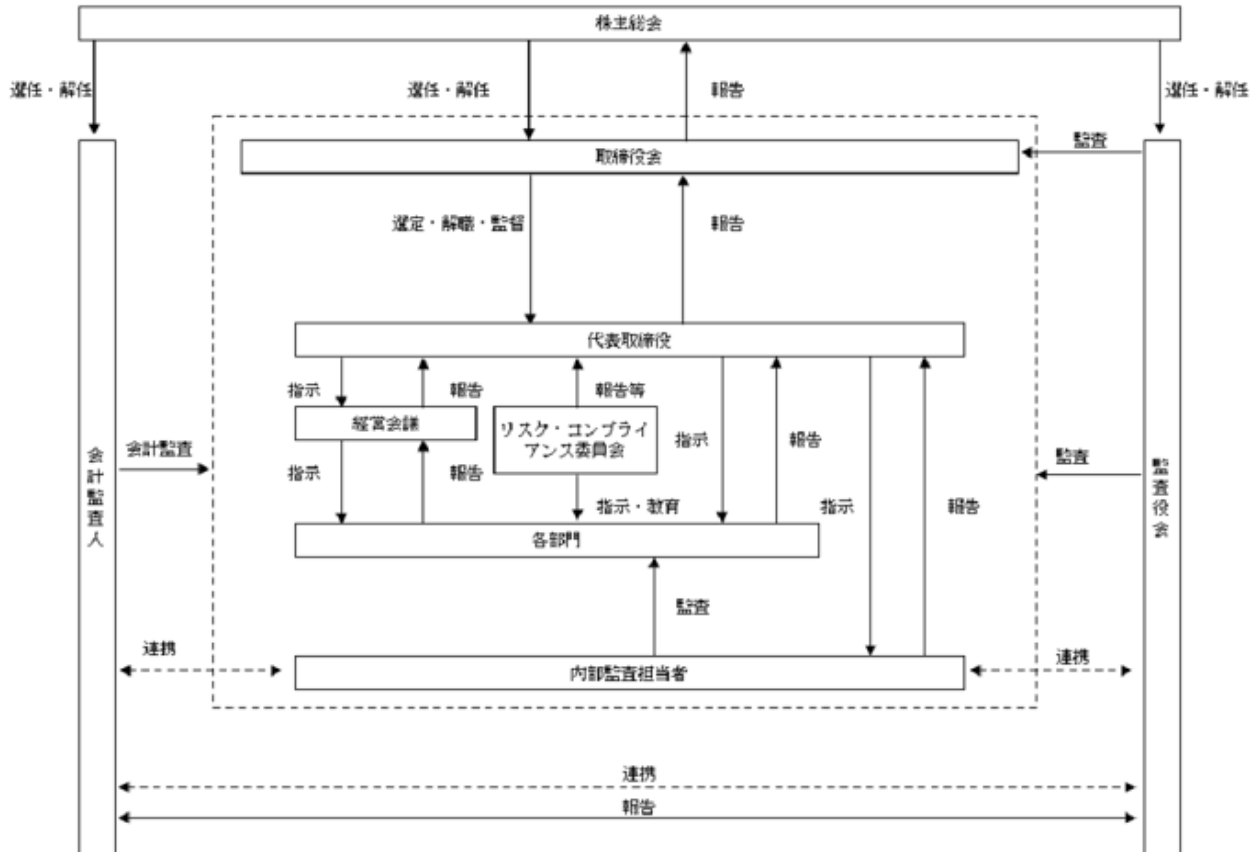 株主総会
選任・解任
選任・解任
報告
選任・解任
取締役会
監査
選定・解職・監督
報告
代表取締役
指示
報告
報告等
経営会議
リスク・コンプライ
アンス委員会
指示
報告
会計監査
監査
指示
報告
指示・教育
指示
報告
会計監査人
監査役会
各部門
監査
連携
内部監査担当者
連携
連携
報告